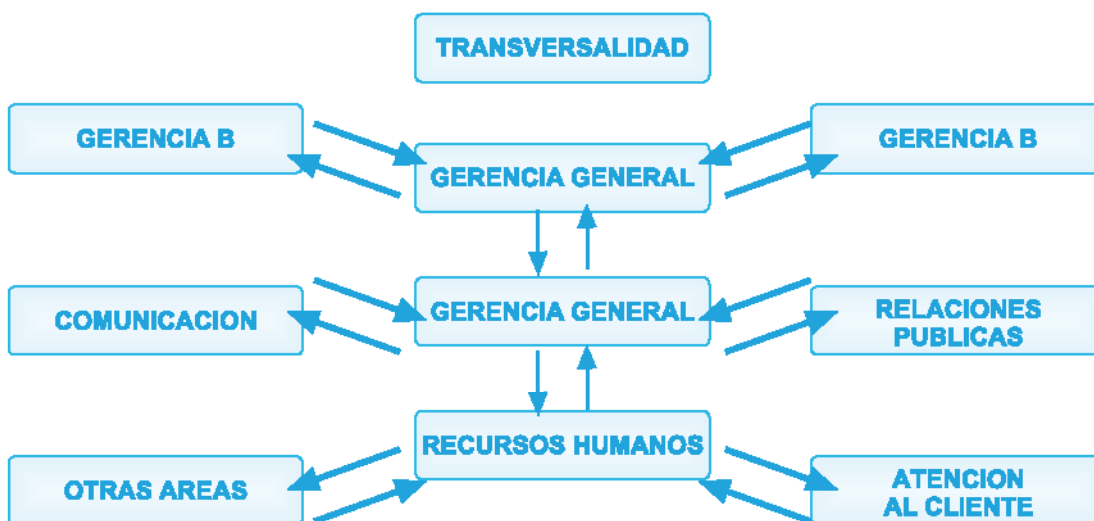 TRANSVERSALIDAD
GERENCIA B
GERENCIA B
GERENCIA GENERAL
COMUNICACION
GERENCIA GENERAL
RELACIONES
PUBLICAS
RECURSOS HUMANOS
OTRAS AREAS
ATENCION
AL CLIENTE